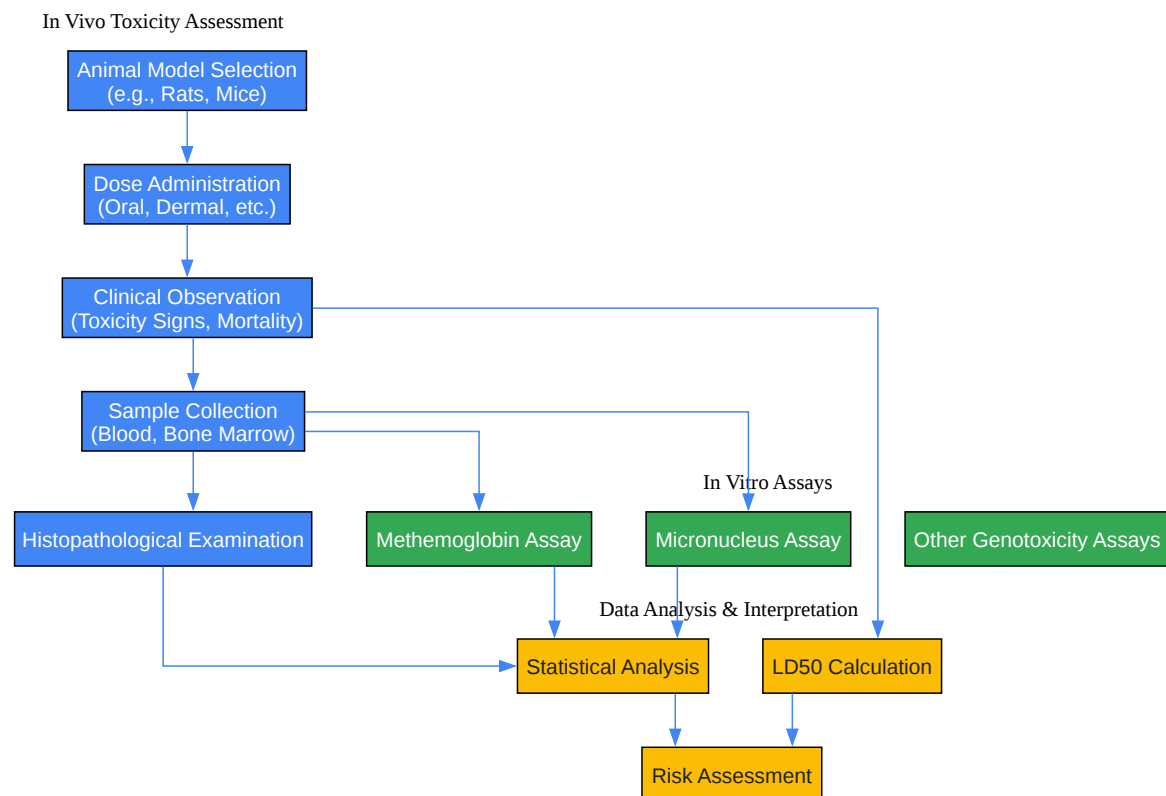 In Vivo Toxicity Assessment
Animal Model Selection
(e.g., Rats, Mice)
Dose Administration
(Oral, Dermal, etc.)
Clinical Observation
(Toxicity Signs, Mortality)
Sample Collection
(Blood, Bone Marrow)
In Vitro Assays
Histopathological Examination
Methemoglobin Assay
Micronucleus Assay
Other Genotoxicity Assays
Data Analysis & Interpretation
Statistical Analysis
LD50 Calculation
Risk Assessment